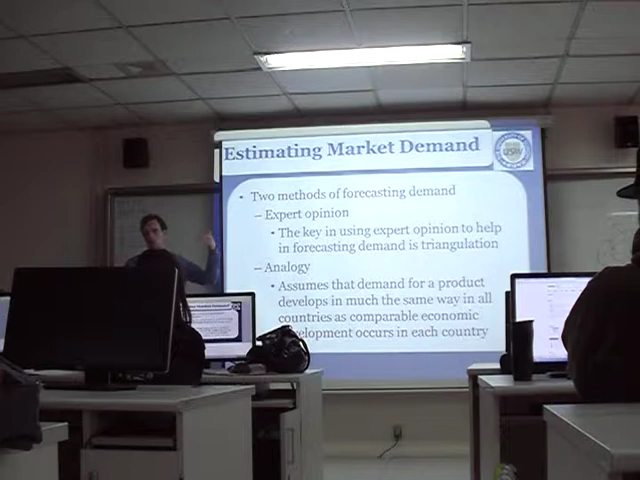 Estimating Market Demand
• Two methods of forecasting demand
– Expert opinion
• The key in using expert opinion to help
in forecasting demand is triangulation
– Analogy
• Assumes that demand for a product
develops in much the same way in all
countries as comparable economic
development occurs in each country